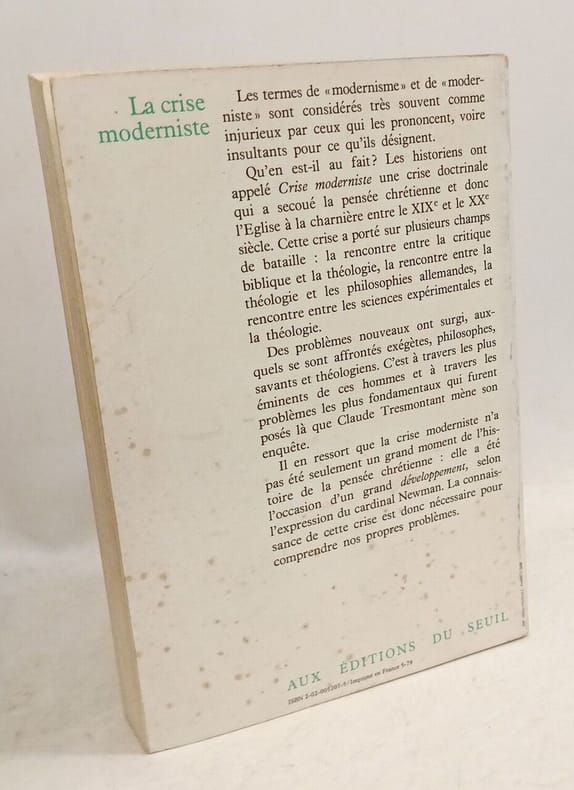 La crise
moderniste
Les termes de «modernisme» et de «moder-
niste» sont considérés très souvent comme
injurieux par ceux qui les prononcent, voire
insultants pour ce qu'ils désignent.
Qu'en est-il au fait? Les historiens ont
appelé Crise moderniste une crise doctrinale
qui a secoué la pensée chrétienne et donc
l'Eglise à la charnière entre le XIXe et le XXe
siècle. Cette crise a porté sur plusieurs champs
de bataille : la rencontre entre la critique
biblique et la théologie, la rencontre entre la
théologie et les philosophies allemandes, la
rencontre entre les sciences expérimentales et
la théologie.
Des problèmes nouveaux ont surgi, aux-
quels se sont affrontés exégètes, philosophes,
savants et théologiens. C'est à travers les plus
éminents de ces hommes et à travers les
problèmes les plus fondamentaux qui furent
posés là que Claude Tresmontant mène son
enquête.
Il en ressort que la crise moderniste n'a
pas été seulement un grand moment de l'his-
toire de la pensée chrétienne : elle a été
l'occasion d'un grand développement, selon
l'expression du cardinal Newman. La connais-
sance de cette crise est donc nécessaire pour
comprendre nos propres problèmes.
AUX ÉDITIONS DU SEUIL
Imprimé en France 5-79